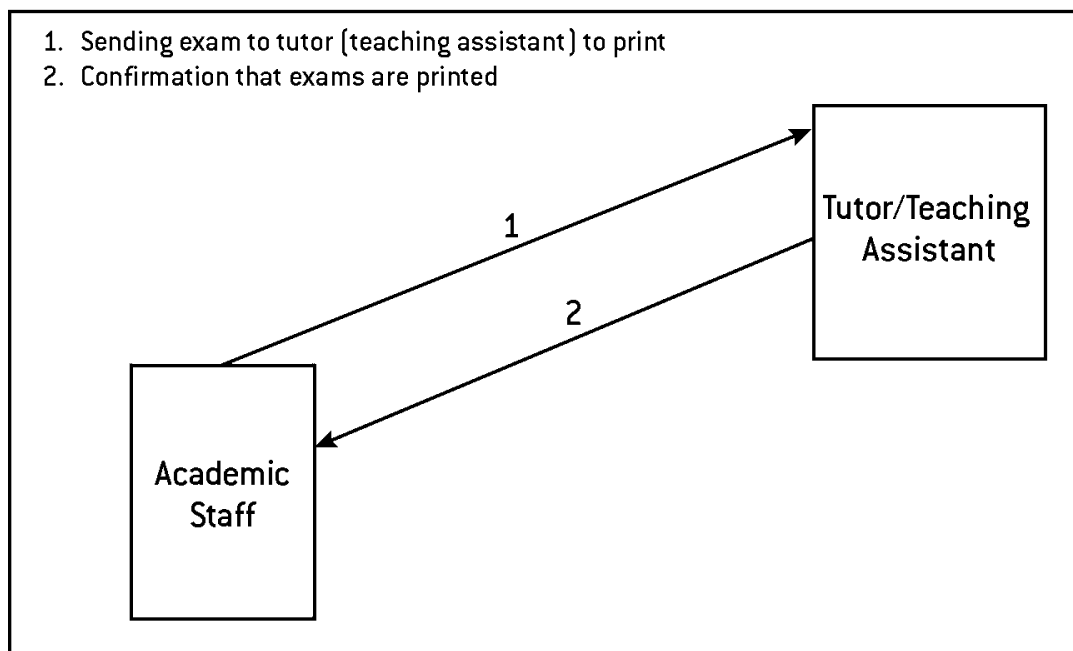 1. Sending exam to tutor (teaching assistant) to print
2. Confirmation that exams are printed
Tutor/Teaching
Assistant
1
2
Academic
Staff